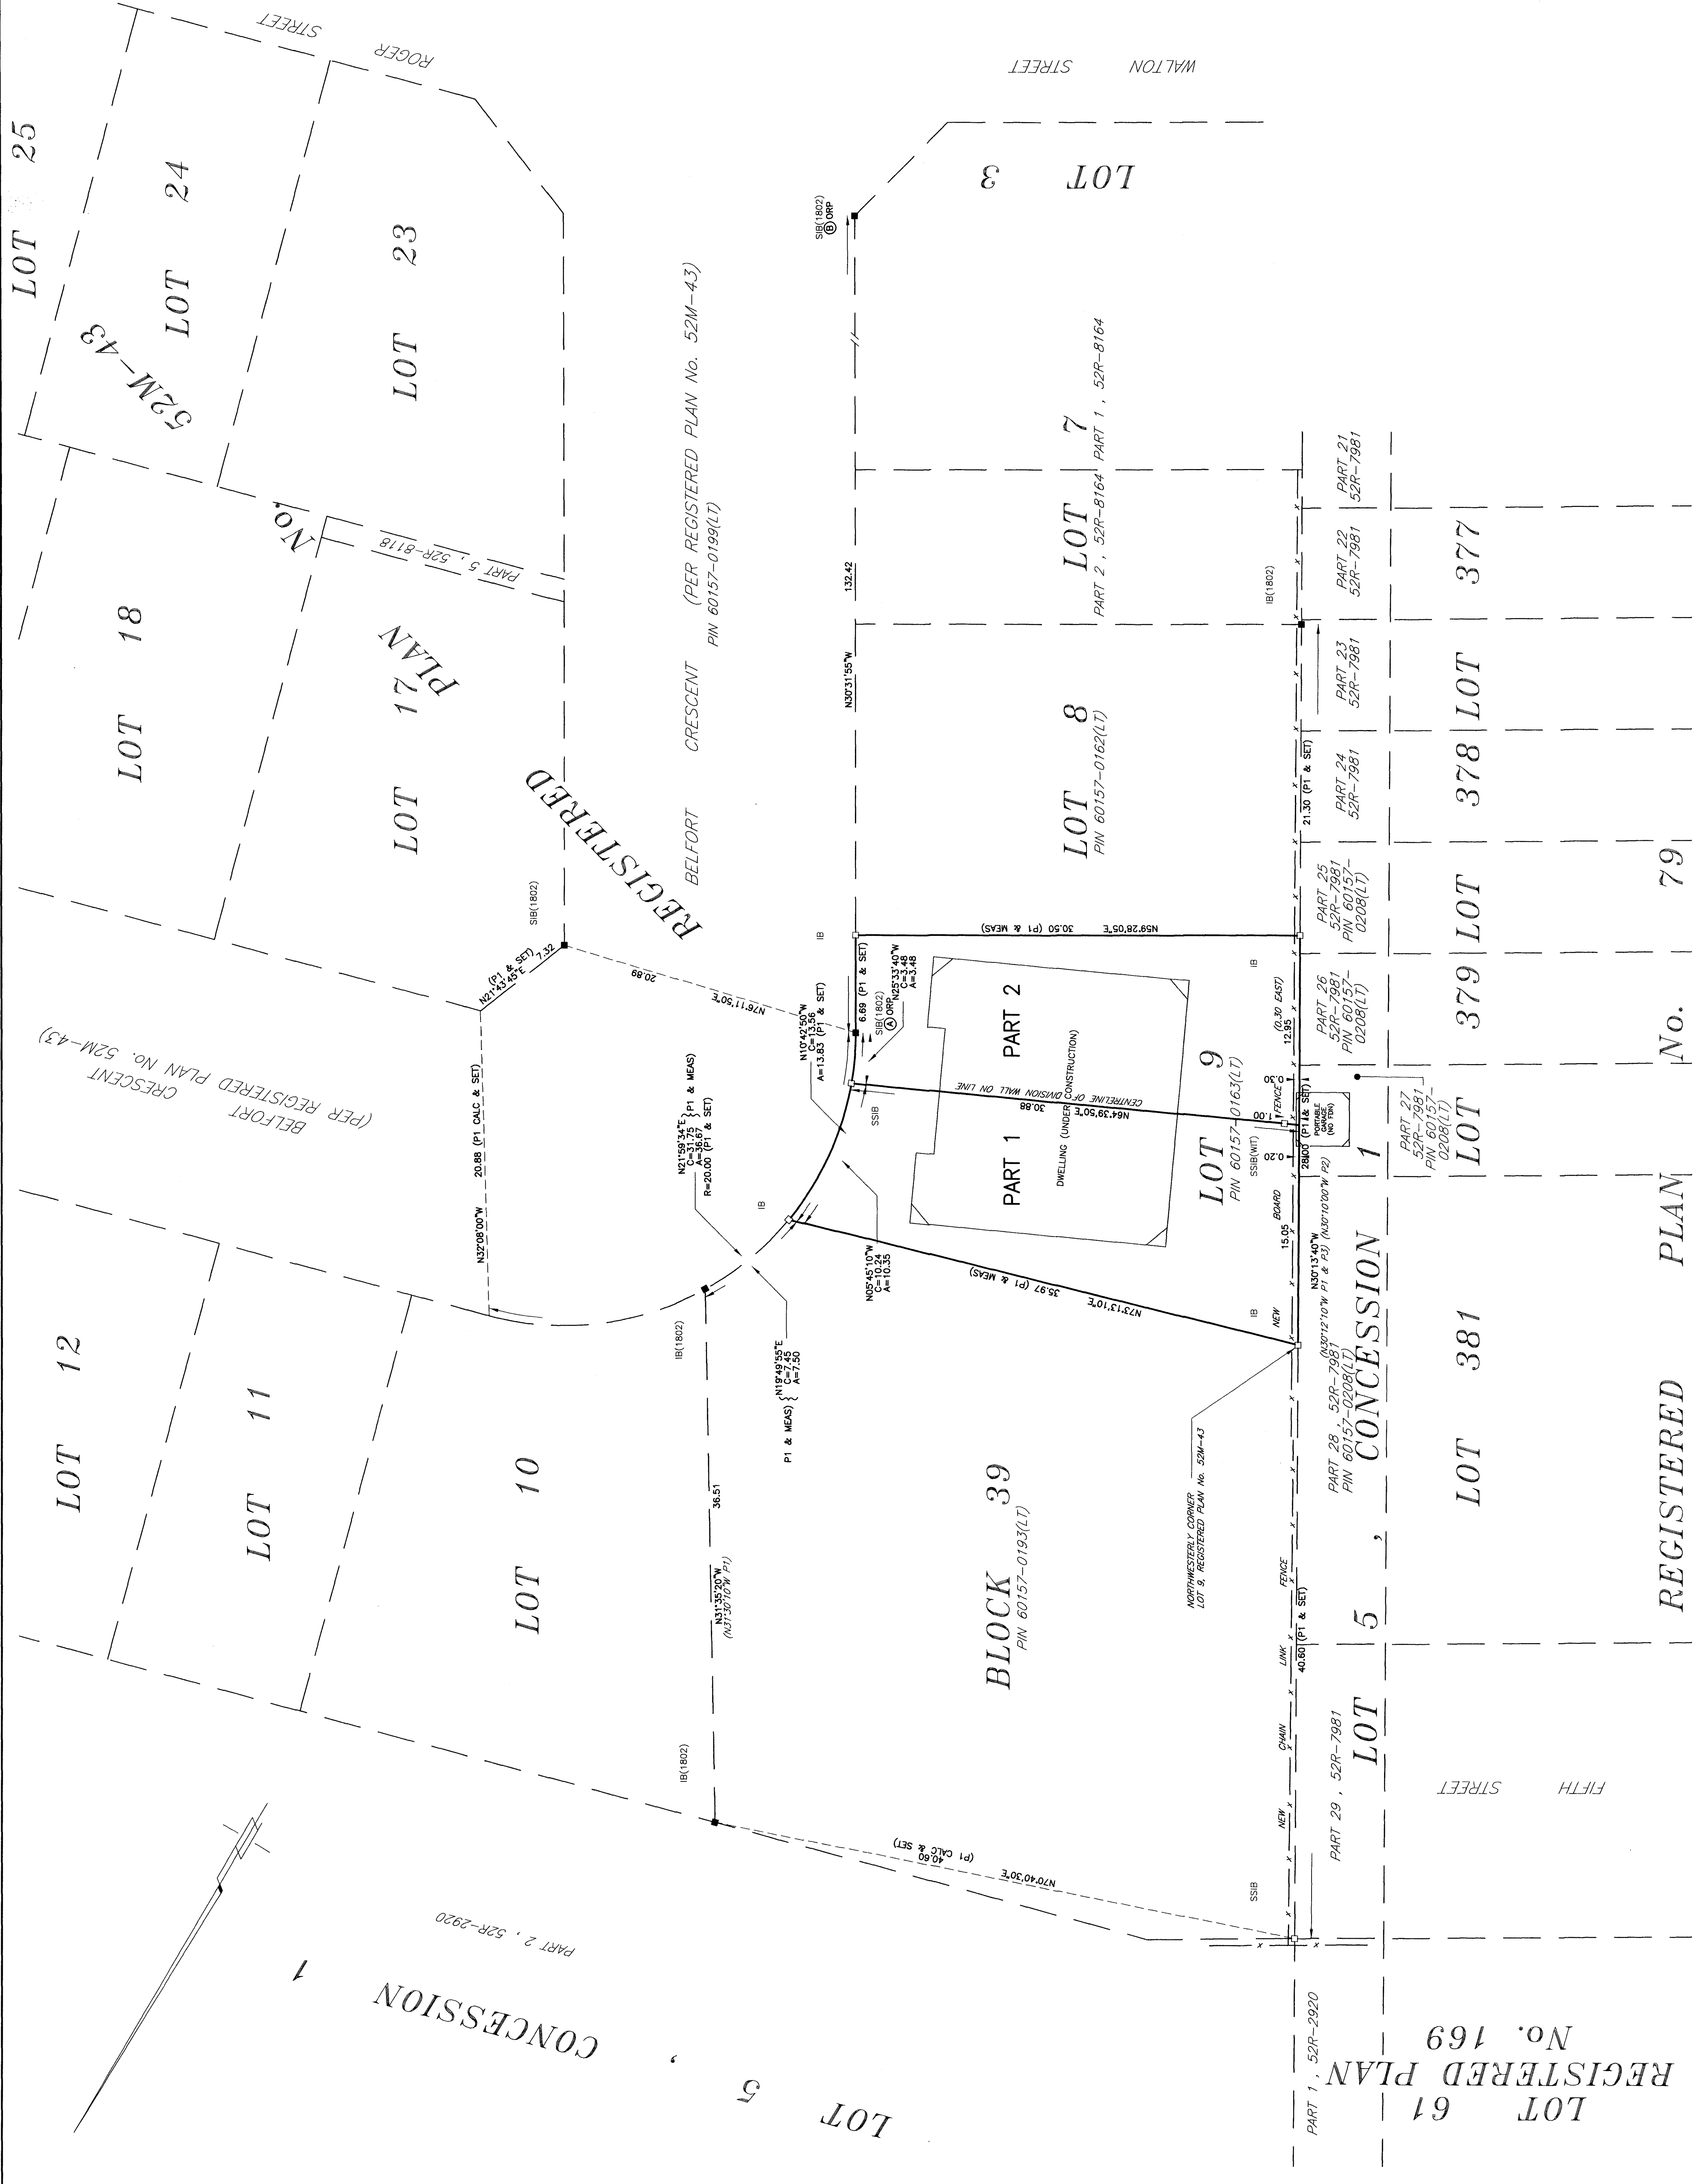 LOT 25
STREET
ROGER
LOT 24
52M-43
LOT 23
WALTON STREET
LOT 3
SIB(1802)
Ⓑ ORP
LOT 18
No.
PART 5 , 52R-8118
LOT 17
PLAN
REGISTERED
BELFORT CRESCENT (PER REGISTERED PLAN No. 52M-43)
PIN 60157-0199(LT)
132.42
N30°31'55"W
LOT 7
PART 2 , 52R-8164 PART 1 , 52R-8164
LOT 8
PIN 60157-0162(LT)
IB(1802)
PART 21
52R-7981
PART 22
52R-7981
PART 23
52R-7981
PART 24
52R-7981
PART 25
52R-7981
PIN 60157-
0208(LT)
PART 26
52R-7981
PIN 60157-
0208(LT)
PART 27
52R-7981
PIN 60157-
0208(LT)
21.30 (P1 & SET)
377
LOT
378
LOT
379
LOT
SIB(1802)
(P1 & SET)
N21°43'45"E 7.32
20.89
N76°11'50"E
IB
6.69 (P1 & SET)
SIB(1802)
Ⓐ ORP
N25°33'40"W
C=3.48
A=3.48
N10°42'50"W
C=13.56
A=13.83 (P1 & SET)
30.50 (P1 & MEAS)
N59°28'05"E
IB
BELFORT
CRESCENT
(PER REGISTERED PLAN No. 52M-43)
N32°08'00"W 20.88 (P1 CALC & SET)
N21°59'34"E
C=31.75 (P1 & MEAS)
A=36.67
R=20.00 (P1 & SET)
SSIB
IB
PART 1 PART 2
DWELLING (UNDER CONSTRUCTION)
CENTRELINE OF DIVISION WALL ON LINE
30.88
N64°39'50"E
LOT 9
PIN 60157-0163(LT)
(0.30 EAST)
12.95
0.30
1.00
FENCE
0.20
SSIB(WIT)
28.00 (P1 & SET)
PORTABLE
GARAGE
(NO FDN)
15.05 BOARD
NEW
N30°13'40"W
(N30°12'10"W P1 & P3) (N30°10'00"W P2)
IB
N05°45'10"W
C=10.24
A=10.35
35.97 (P1 & MEAS)
N73°13'10"E
IB(1802)
N19°49'55"E
P1 & MEAS) C=7.45
A=7.50
LOT 12
LOT 11
LOT 10
36.51
N31°35'20"W
(N31°30'10"W P1)
IB(1802)
BLOCK 39
PIN 60157-0193(LT)
NORTHWESTERLY CORNER
LOT 9, REGISTERED PLAN No. 52M-43
NEW CHAIN LINK FENCE
40.60 (P1 & SET)
PART 28 , 52R-7981
PIN 60157-0208(LT)
LOT 5 , CONCESSION 1
LOT 381
PART 29 , 52R-7981
FIFTH STREET
REGISTERED PLAN No. 79
40.60
(P1 CALC & SET)
N70°40'30"E
SSIB
PART 2 , 52R-2920
LOT 5 , CONCESSION 1
PART 1 , 52R-2920
LOT 61
REGISTERED PLAN
No. 169